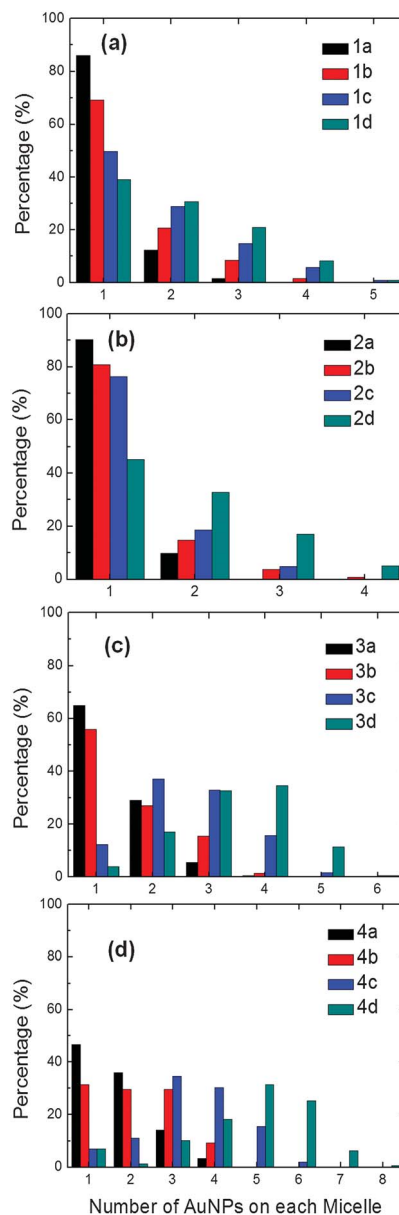 100
(a)
1a
1b
1c
1d
80
60
40
20
0
Percentage (%)
1 2 3 4 5
100
(b)
2a
2b
2c
2d
80
60
40
20
0
Percentage (%)
1 2 3 4
100
(c)
3a
3b
3c
3d
80
60
40
20
0
Percentage (%)
1 2 3 4 5 6
100
(d)
4a
4b
4c
4d
80
60
40
20
0
Percentage (%)
1 2 3 4 5 6 7 8
Number of AuNPs on each Micelle